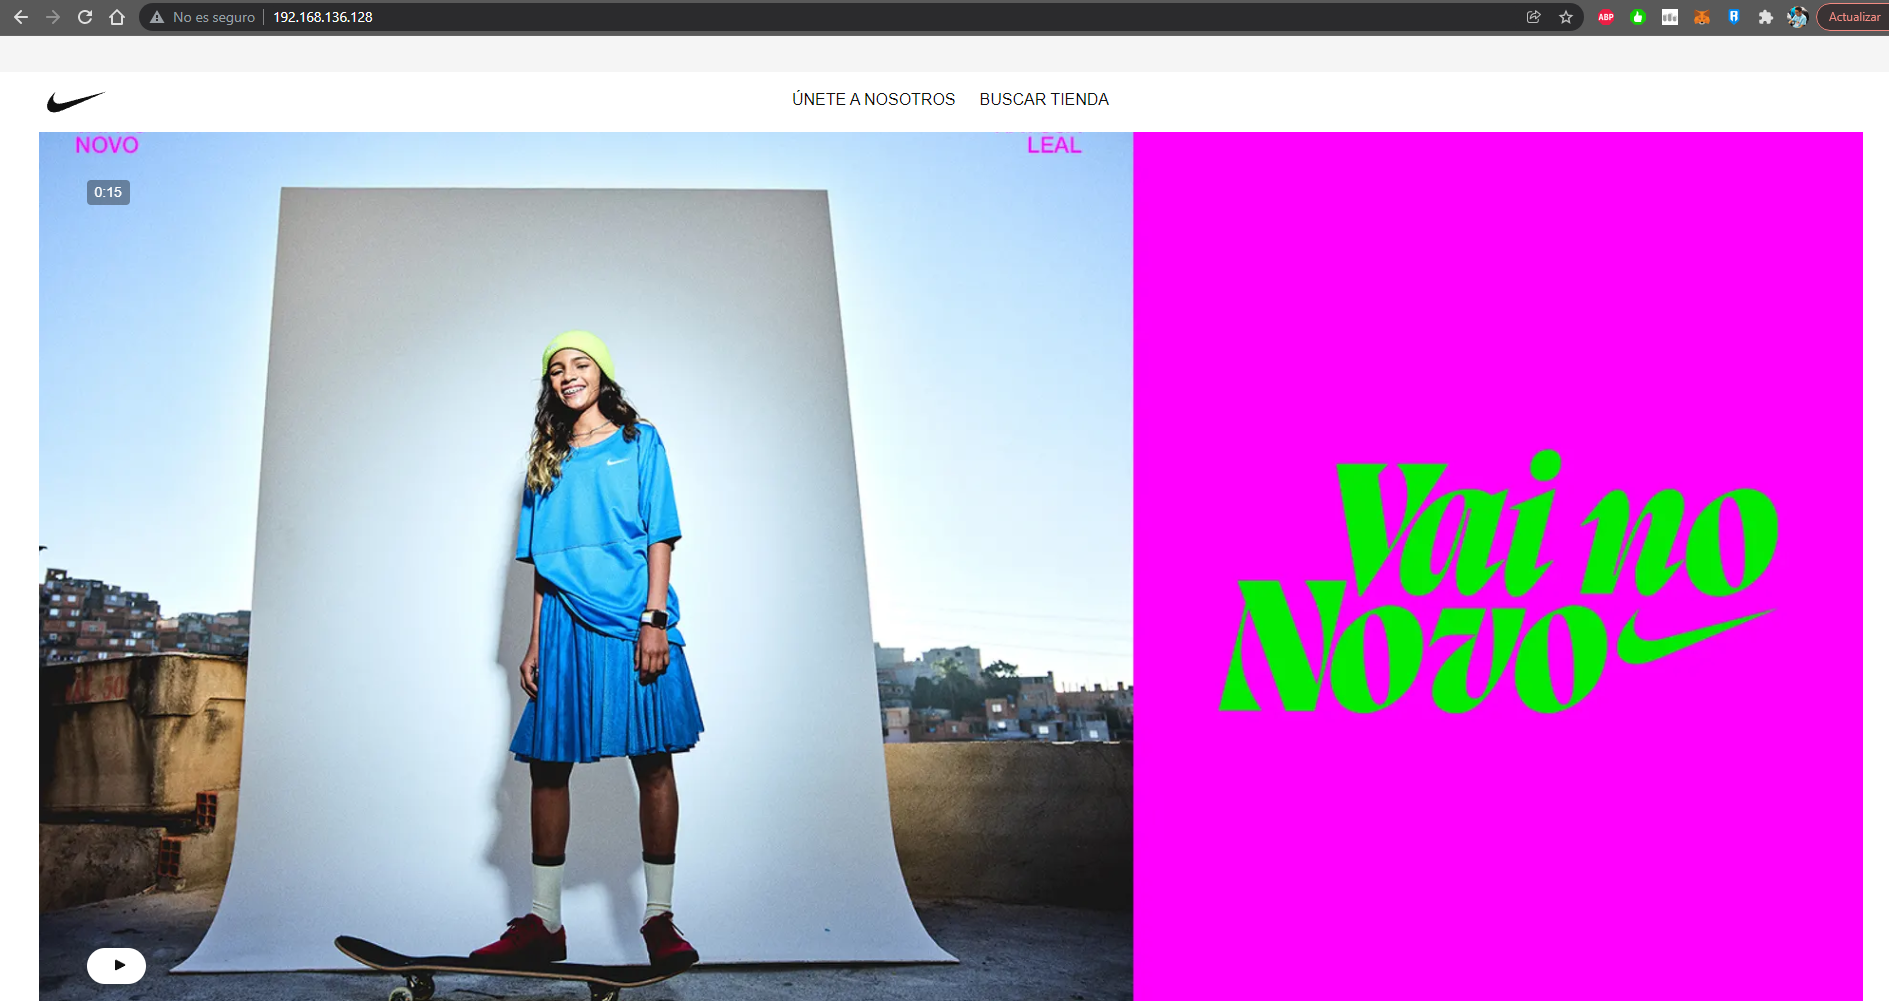 No es seguro
192.168.136.128
ABP
Actualizar
ÚNETE A NOSOTROS
BUSCAR TIENDA
NOVO
LEAL
0:15
Vai no
Novo